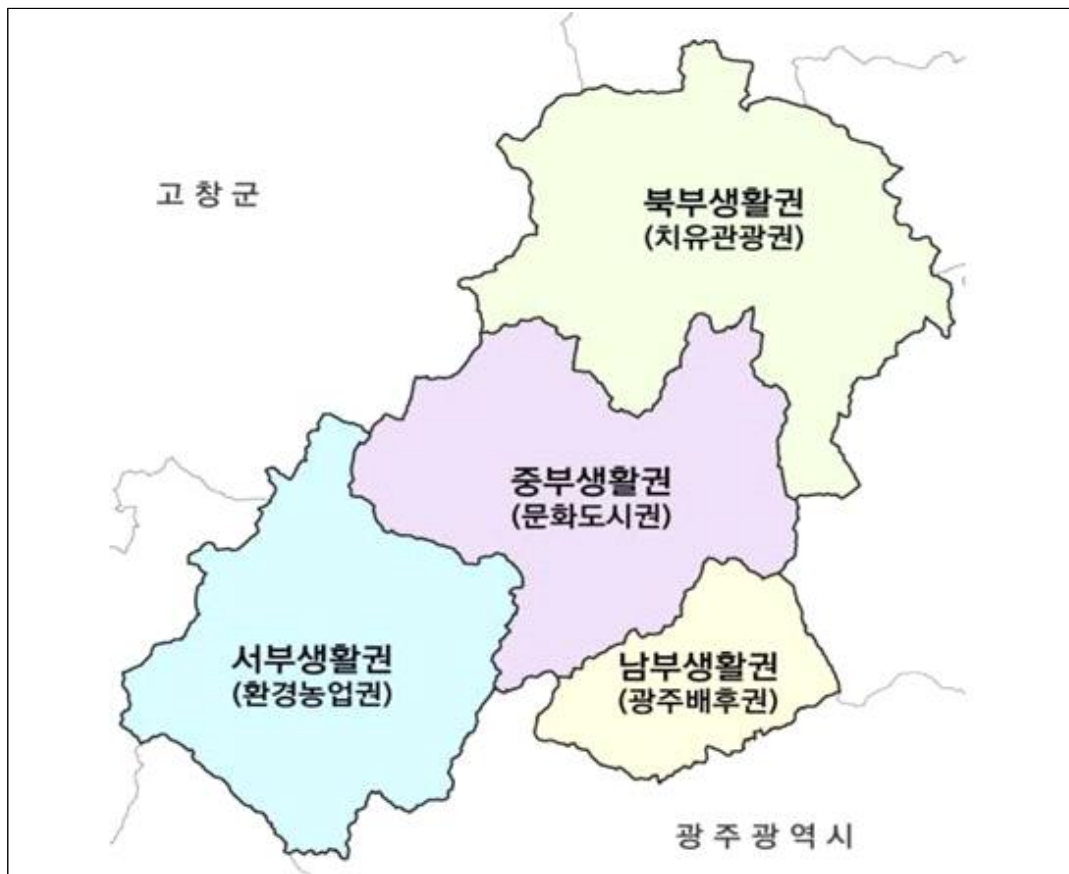 고창군
북부생활권
(치유관광권)
중부생활권
(문화도시권)
서부생활권
(환경농업권)
남부생활권
(광주배후권)
광주광역시